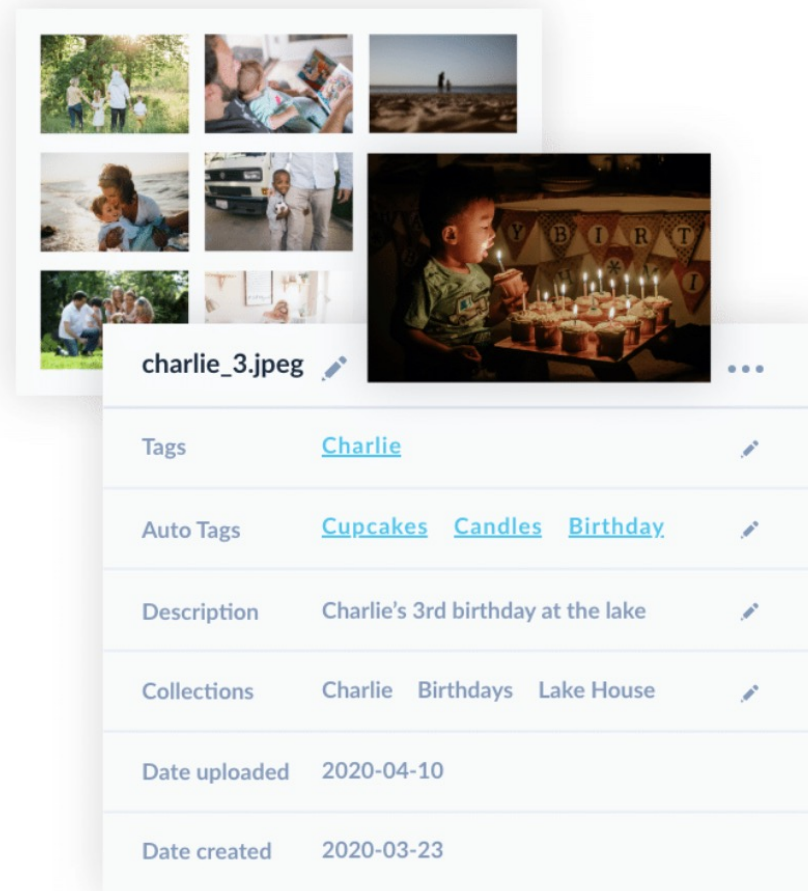 Y B I R T
H * M I
charlie_3.jpeg
Tags Charlie
Auto Tags Cupcakes Candles Birthday
Description Charlie's 3rd birthday at the lake
Collections Charlie Birthdays Lake House
Date uploaded 2020-04-10
Date created 2020-03-23